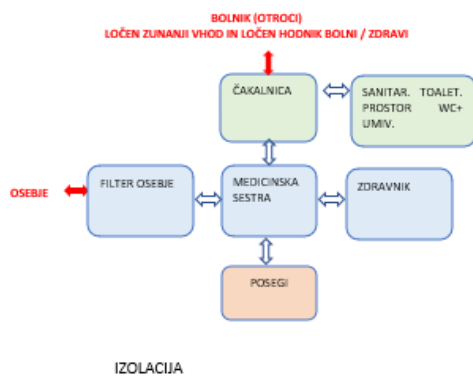 BOLNIK (OTROCI)
LOČEN ZUNANJI VHOD IN LOČEN HODNIK BOLNI / ZDRAVI
ČAKALNICA
SANITAR. TOALET.
PROSTOR WC+
UMIV.
OSEBJE
FILTER OSEBJE
MEDICINSKA
SESTRA
ZDRAVNIK
POSEGI
IZOLACIJA